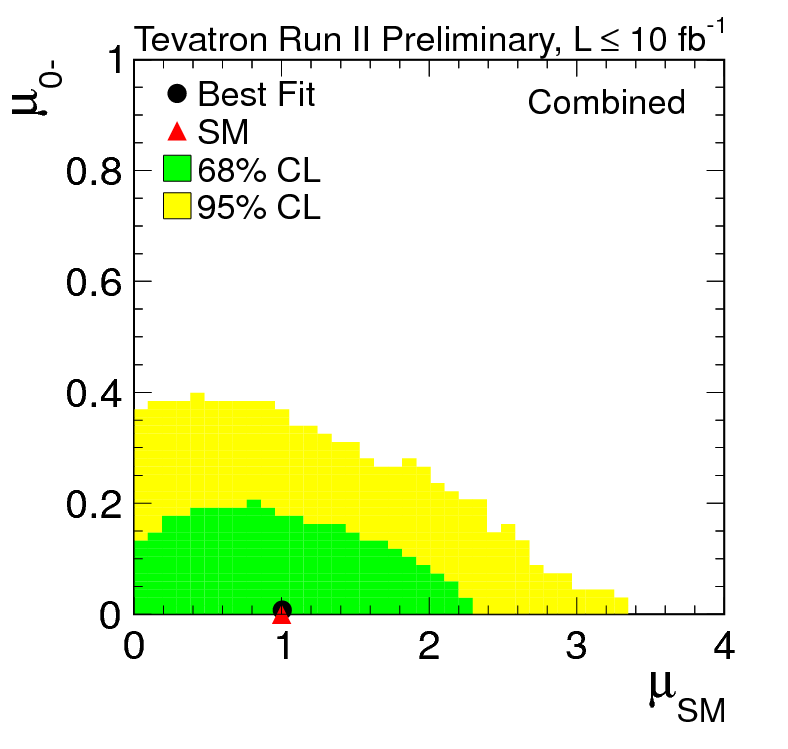 Tevatron Run II Preliminary, L ≤ 10 fb⁻¹
μ₀₋
1
0.8
0.6
0.4
0.2
0
Best Fit
SM
68% CL
95% CL
Combined
0 1 2 3 4
μ_SM